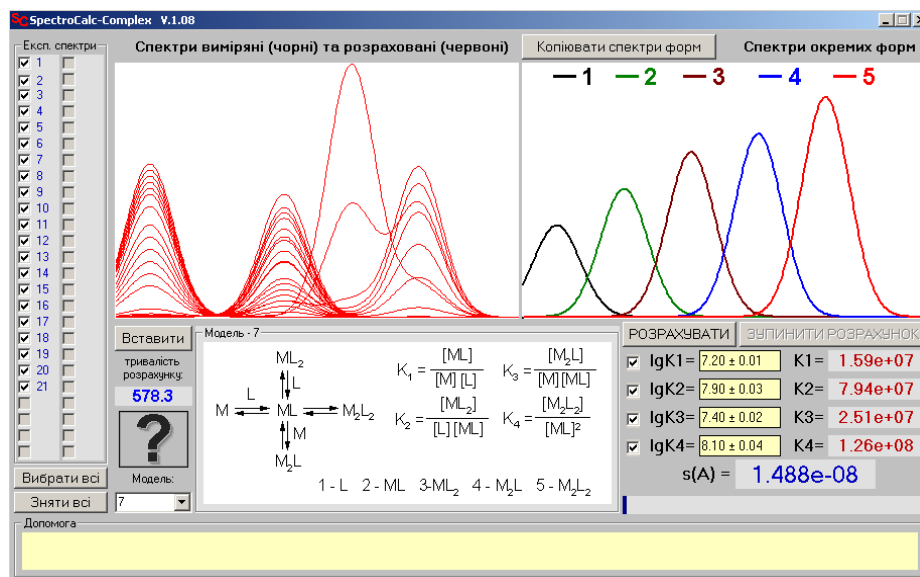 SC SpectroCalc-Complex V.1.08
Експ. спектри
Спектри виміряні (чорні) та розраховані (червоні)
Копіювати спектри форм
Спектри окремих форм
1 2 3 4 5
1
2
3
4
5
6
7
8
9
10
11
12
13
14
15
16
17
18
19
20
21
Вибрати всі
Зняти всі
Вставити
тривалість
розрахунку:
578.3
?
Модель:
7
Модель - 7
ML₂
L
L
M ML M₂L₂
M
M₂L
K₁ = [ML] / [M] [L]
K₃ = [M₂L] / [M][ML]
K₂ = [ML₂] / [L] [ML]
K₄ = [M₂L₂] / [ML]²
1 - L 2 - ML 3-ML₂ 4 - M₂L 5 - M₂L₂
РОЗРАХУВАТИ
ЗУПИНИТИ РОЗРАХУНОК
lgK1= 7.20 ± 0.01 K1= 1.59e+07
lgK2= 7.90 ± 0.03 K2= 7.94e+07
lgK3= 7.40 ± 0.02 K3= 2.51e+07
lgK4= 8.10 ± 0.04 K4= 1.26e+08
s(A) = 1.488e-08
Допомога